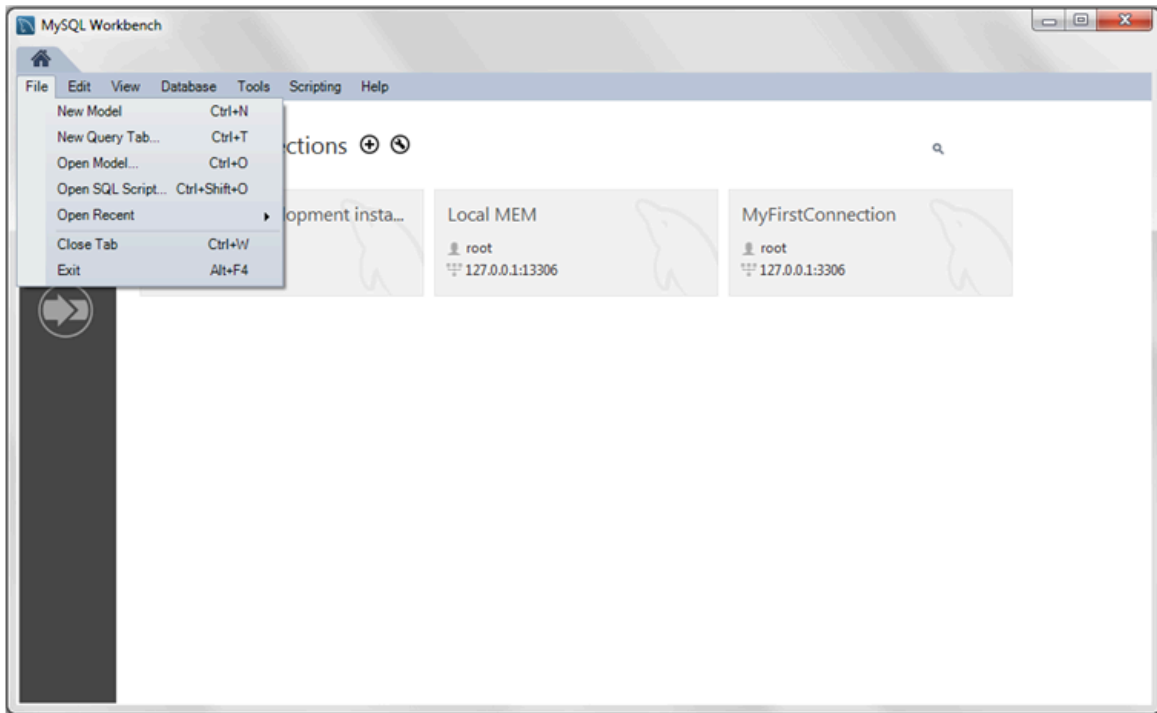 MySQL Workbench
File Edit View Database Tools Scripting Help
New Model Ctrl+N
New Query Tab... Ctrl+T
Open Model... Ctrl+O
Open SQL Script... Ctrl+Shift+O
Open Recent
Close Tab Ctrl+W
Exit Alt+F4
ctions
lopment insta...
Local MEM
root
127.0.0.1:13306
MyFirstConnection
root
127.0.0.1:3306